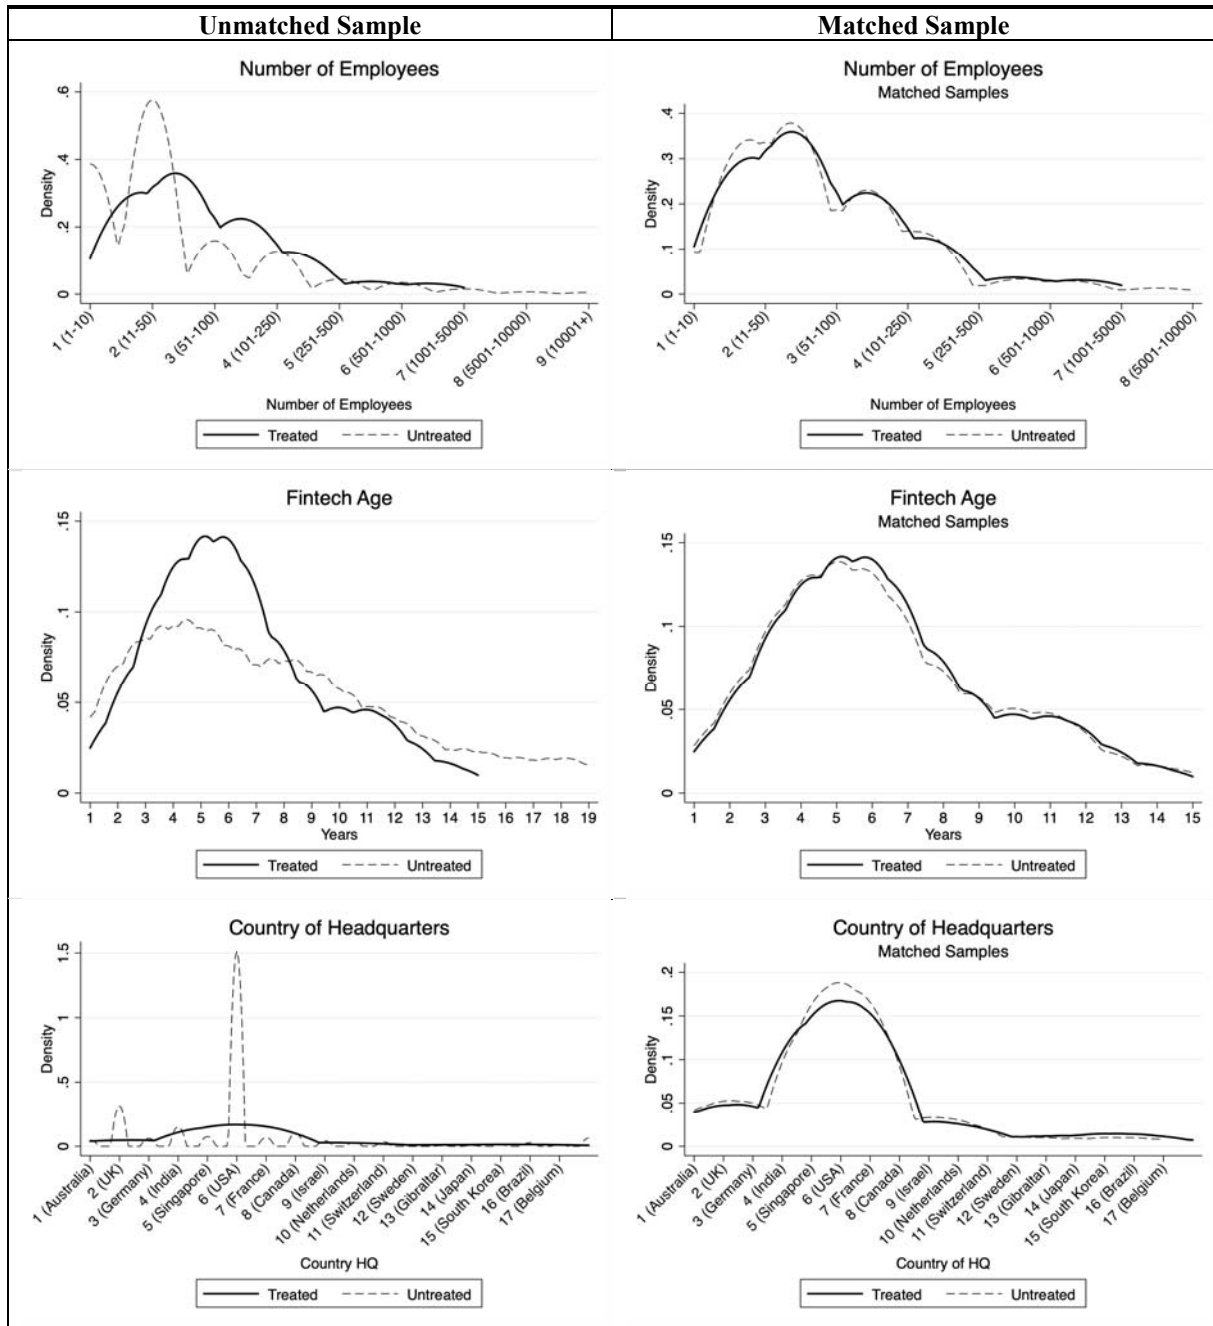 Unmatched Sample
Matched Sample
Number of Employees
.6
.4
.2
0
Density
1 (1-10)
2 (11-50)
3 (51-100)
4 (101-250)
5 (251-500)
6 (501-1000)
7 (1001-5000)
8 (5001-10000)
9 (10001+)
Number of Employees
Treated
Untreated
Number of Employees
Matched Samples
.4
.3
.2
.1
0
Density
1 (1-10)
2 (11-50)
3 (51-100)
4 (101-250)
5 (251-500)
6 (501-1000)
7 (1001-5000)
8 (5001-10000)
Number of Employees
Treated
Untreated
Fintech Age
.15
.1
.05
0
Density
1 2 3 4 5 6 7 8 9 10 11 12 13 14 15 16 17 18 19
Years
Treated
Untreated
Fintech Age
Matched Samples
.15
.1
.05
0
Density
1 2 3 4 5 6 7 8 9 10 11 12 13 14 15
Years
Treated
Untreated
Country of Headquarters
1.5
1
.5
0
Density
1 (Australia)
2 (UK)
3 (Germany)
4 (India)
5 (Singapore)
6 (USA)
7 (France)
8 (Canada)
9 (Israel)
10 (Netherlands)
11 (Switzerland)
12 (Sweden)
13 (Gibraltar)
14 (Japan)
15 (South Korea)
16 (Brazil)
17 (Belgium)
Country HQ
Treated
Untreated
Country of Headquarters
Matched Samples
.2
.15
.1
.05
0
Density
1 (Australia)
2 (UK)
3 (Germany)
4 (India)
5 (Singapore)
6 (USA)
7 (France)
8 (Canada)
9 (Israel)
10 (Netherlands)
11 (Switzerland)
12 (Sweden)
13 (Gibraltar)
14 (Japan)
15 (South Korea)
16 (Brazil)
17 (Belgium)
Country of HQ
Treated
Untreated